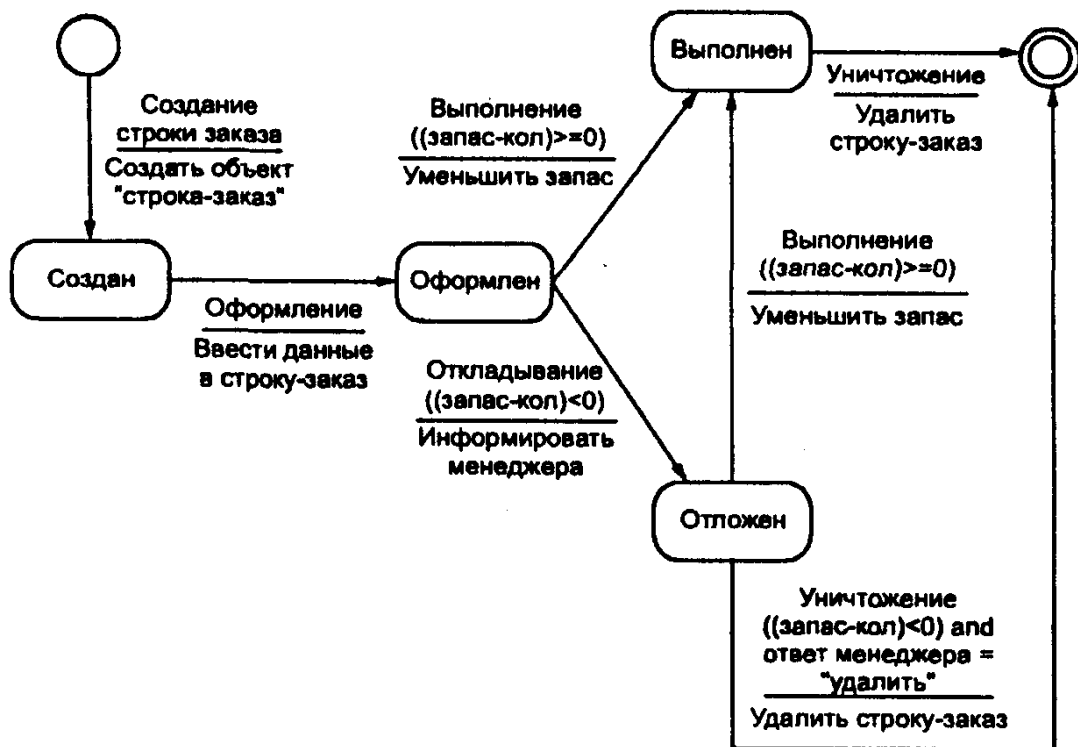 Выполнен
Уничтожение
Удалить
строку-заказ
Создание
строки заказа
Создать объект
"строка-заказ"
Выполнение
((запас-кол)>=0)
Уменьшить запас
Создан
Оформление
Ввести данные
в строку-заказ
Оформлен
Выполнение
((запас-кол)>=0)
Уменьшить запас
Откладывание
((запас-кол)<0)
Информировать
менеджера
Отложен
Уничтожение
((запас-кол)<0) and
ответ менеджера =
"удалить"
Удалить строку-заказ